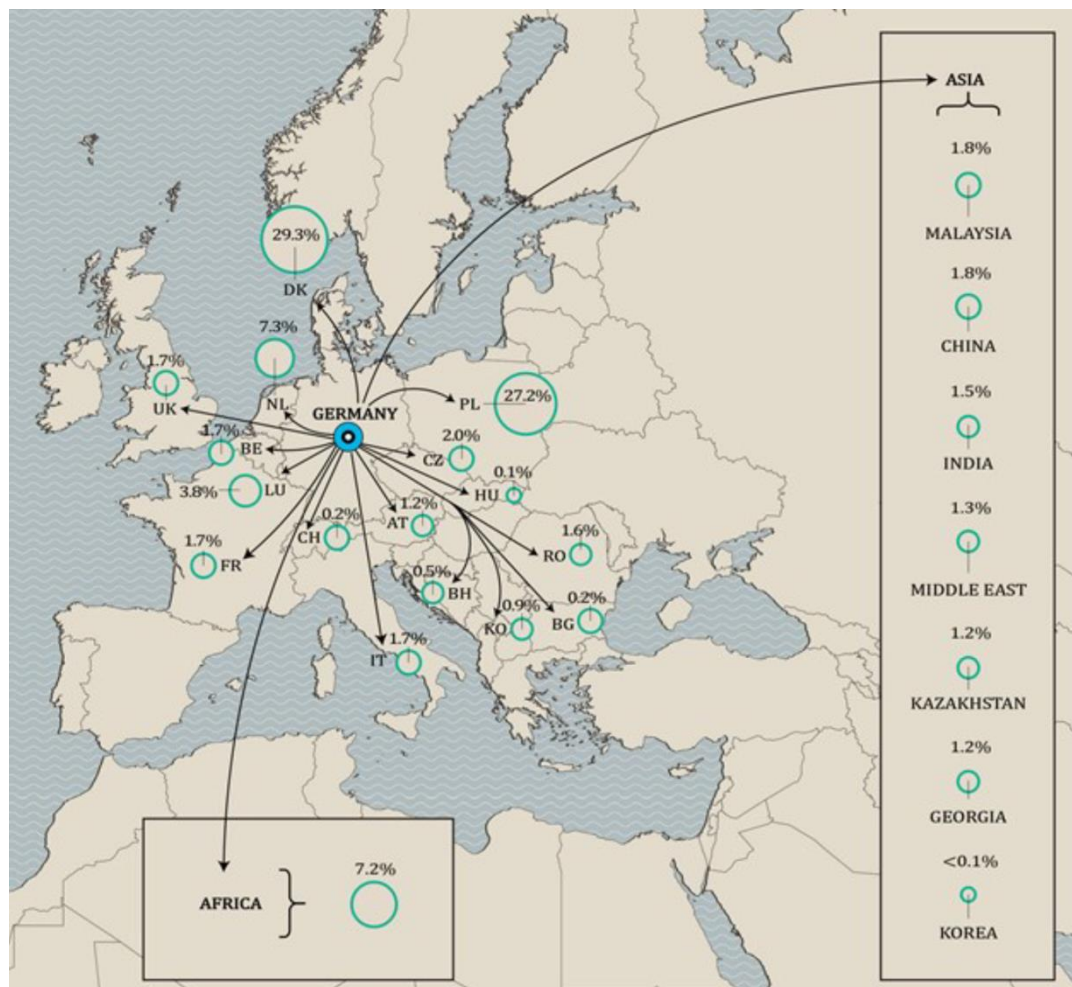 ASIA
1.8%
MALAYSIA
1.8%
CHINA
1.5%
INDIA
1.3%
MIDDLE EAST
1.2%
KAZAKHSTAN
1.2%
GEORGIA
<0.1%
KOREA
29.3%
DK
7.3%
NL
1.7%
UK
GERMANY
PL
27.2%
1.7%
BE
2.0%
CZ
3.8%
LU
0.1%
HU
0.2%
CH
1.2%
AT
1.7%
FR
1.6%
RO
0.5%
BH
0.9%
KO
0.2%
BG
1.7%
IT
7.2%
AFRICA